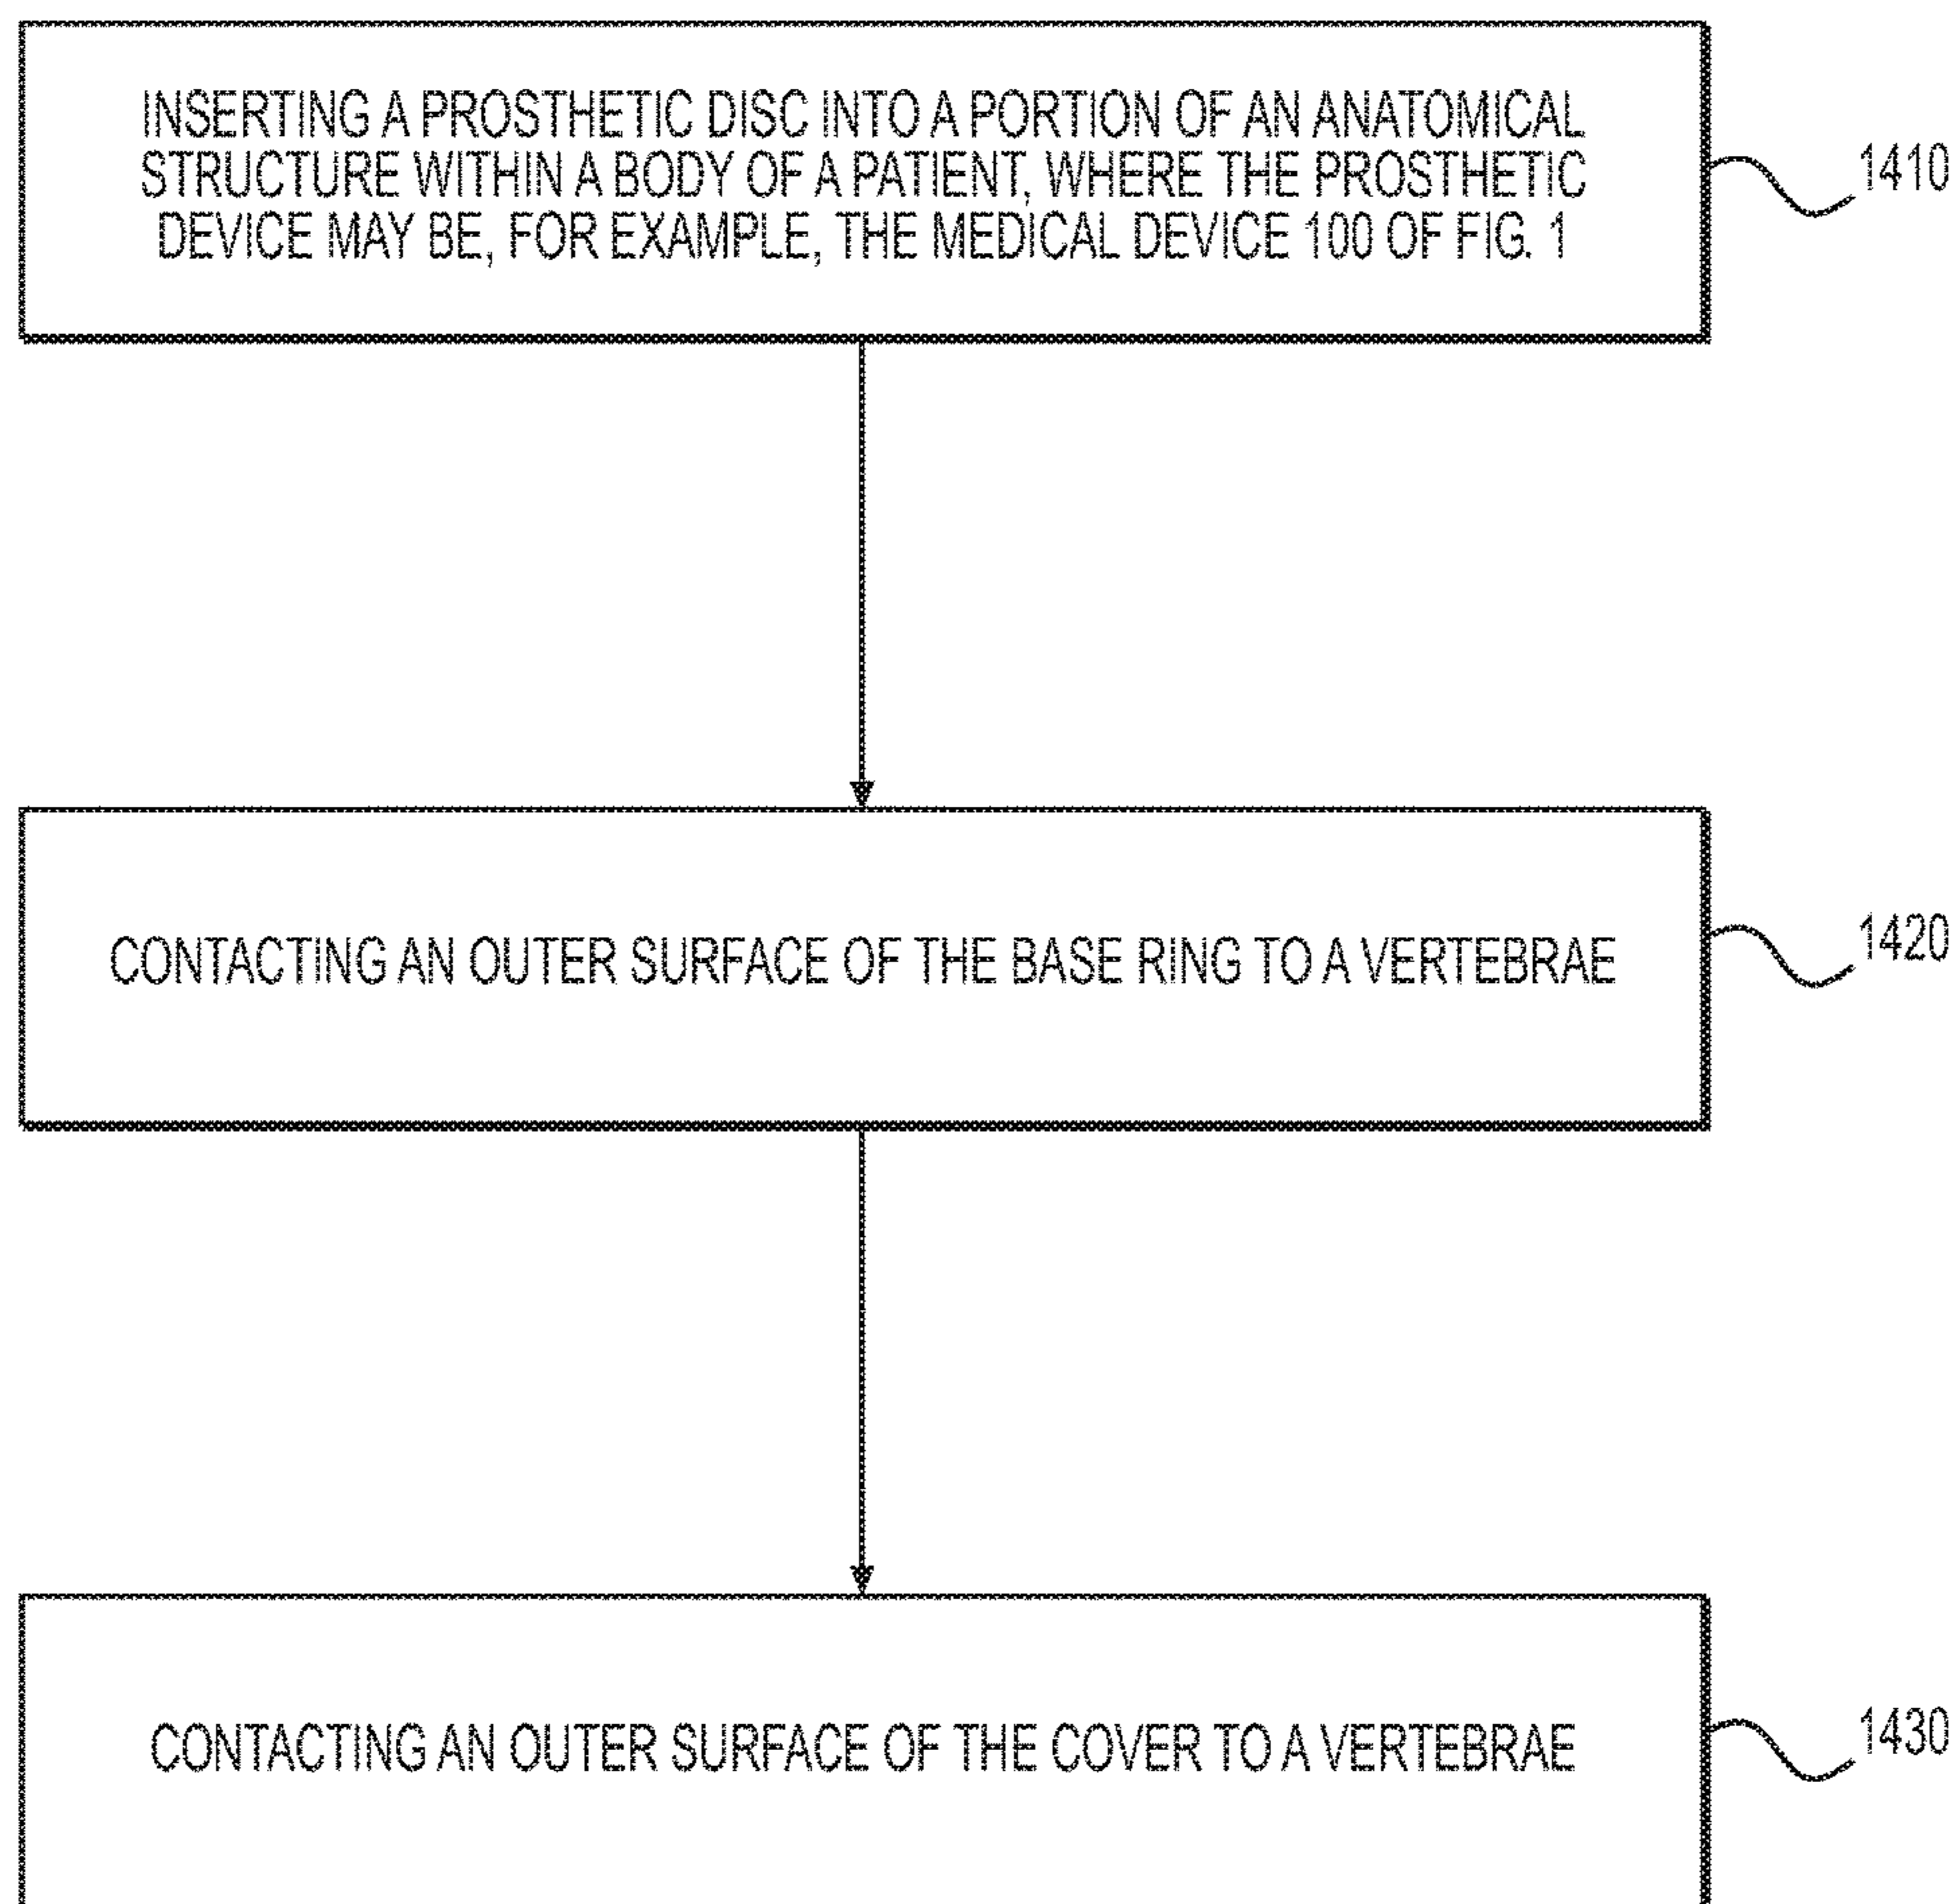 INSERTING A PROSTHETIC DISC INTO A PORTION OF AN ANATOMICAL
STRUCTURE WITHIN A BODY OF A PATIENT, WHERE THE PROSTHETIC
DEVICE MAY BE, FOR EXAMPLE, THE MEDICAL DEVICE 100 OF FIG. 1
1410
CONTACTING AN OUTER SURFACE OF THE BASE RING TO A VERTEBRAE
1420
CONTACTING AN OUTER SURFACE OF THE COVER TO A VERTEBRAE
1430